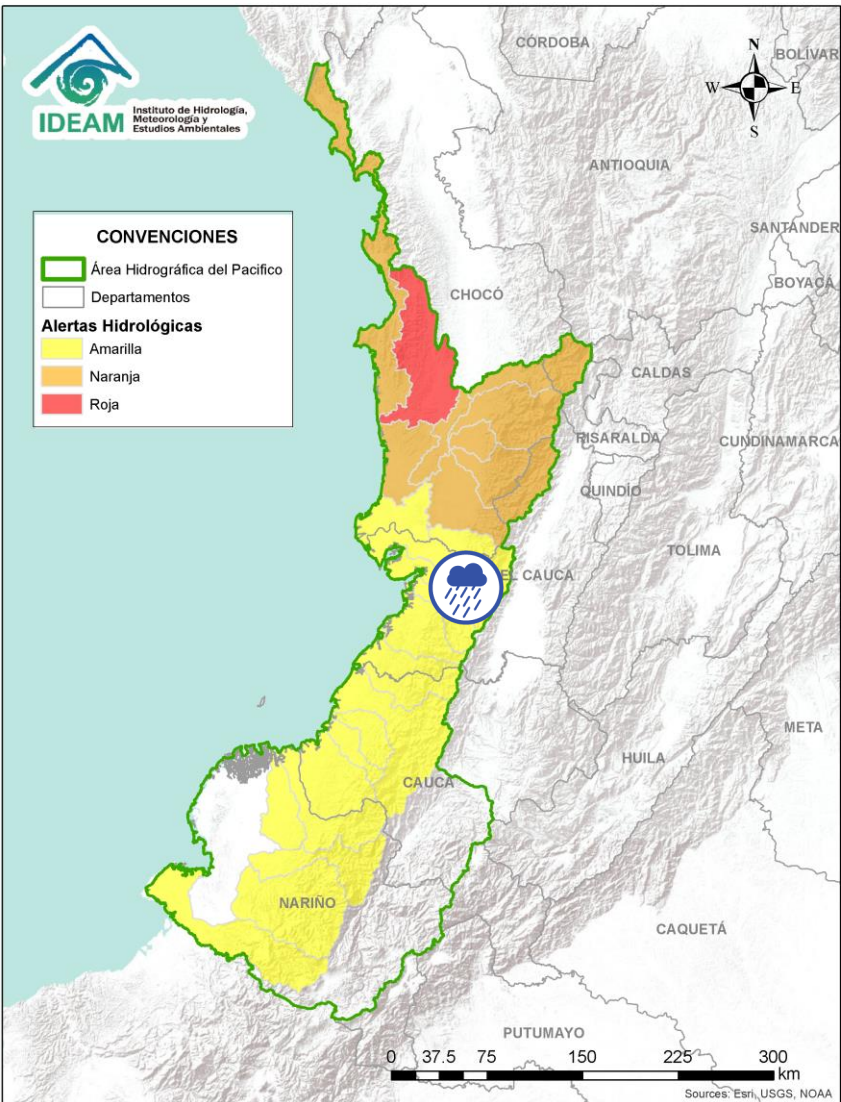 IDEAM
Instituto de Hidrología,
Meteorología y
Estudios Ambientales
CÓRDOBA
BOLIVAR
N
W
E
S
ANTIOQUIA
SANTANDER
CONVENCIONES
Área Hidrográfica del Pacifico
Departamentos
Alertas Hidrológicas
Amarilla
Naranja
Roja
CHOCÓ
BOYACÁ
CALDAS
RISARALDA
CUNDINAMARCA
QUINDÍO
TOLIMA
EL CAUCA
META
HUILA
CAUCA
NARIÑO
CAQUETÁ
PUTUMAYO
0 37.5 75 150 225 300
km
Sources: Esri, USGS, NOAA